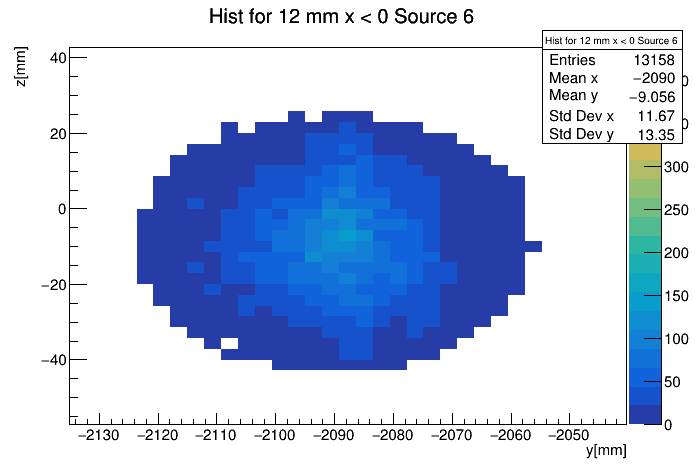 Hist for 12 mm x < 0 Source 6
z[mm]
Hist for 12 mm x < 0 Source 6
Entries 13158
Mean x −2090
Mean y −9.056
Std Dev x 11.67
Std Dev y 13.35
40
20
0
−20
−40
0
0
300
250
200
150
100
50
0
−2130 −2120 −2110 −2100 −2090 −2080 −2070 −2060 −2050
y[mm]